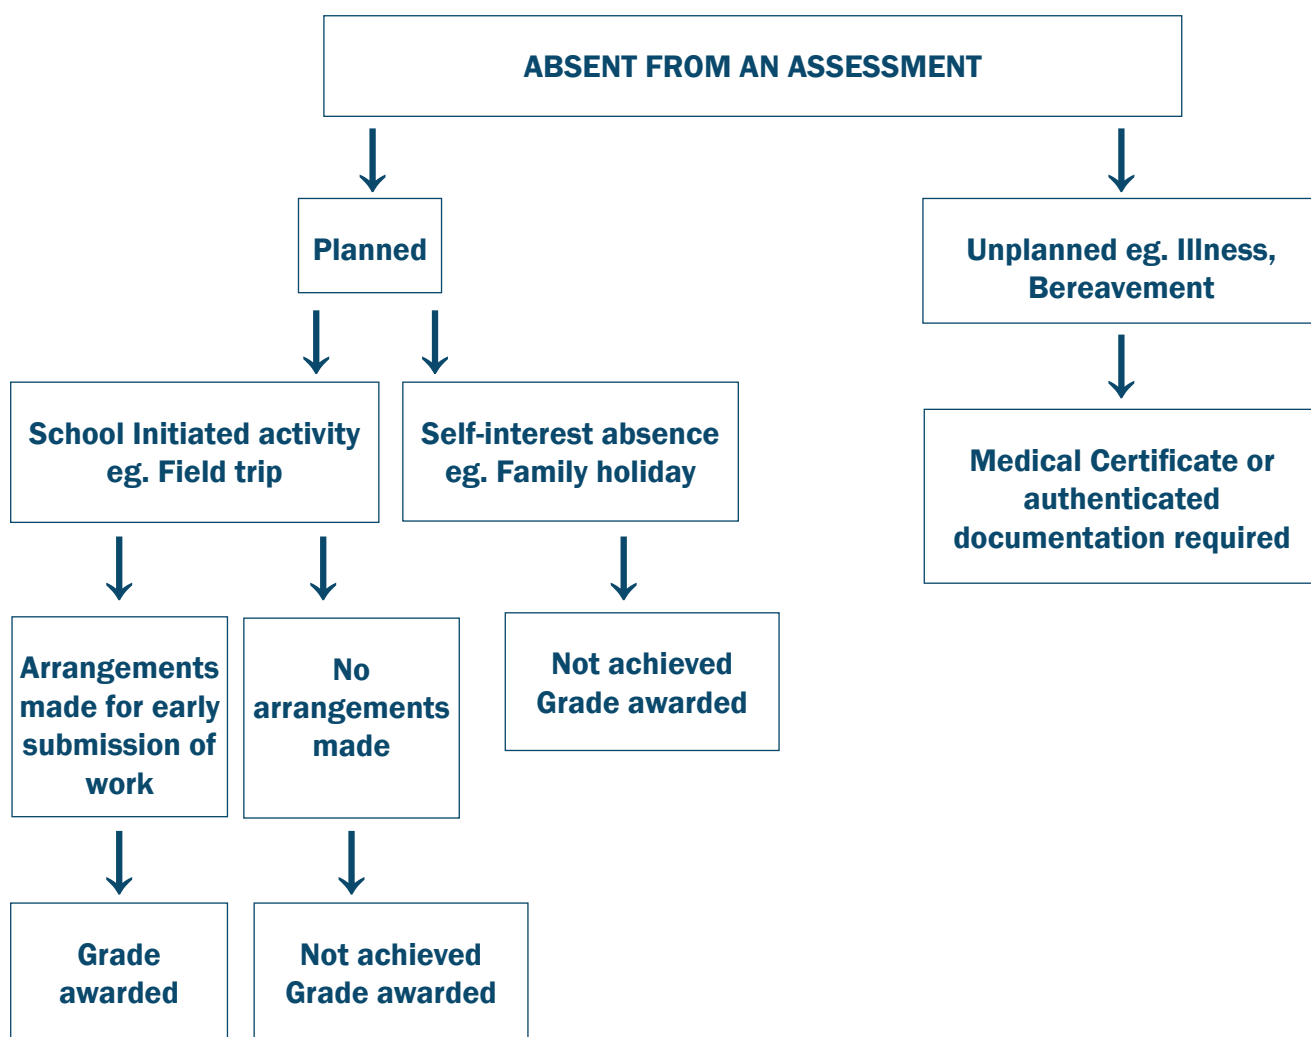 ABSENT FROM AN ASSESSMENT
Planned
Unplanned eg. Illness,
Bereavement
School Initiated activity
eg. Field trip
Self-interest absence
eg. Family holiday
Medical Certificate or
authenticated
documentation required
Arrangements
made for early
submission of
work
No
arrangements
made
Not achieved
Grade awarded
Grade
awarded
Not achieved
Grade awarded